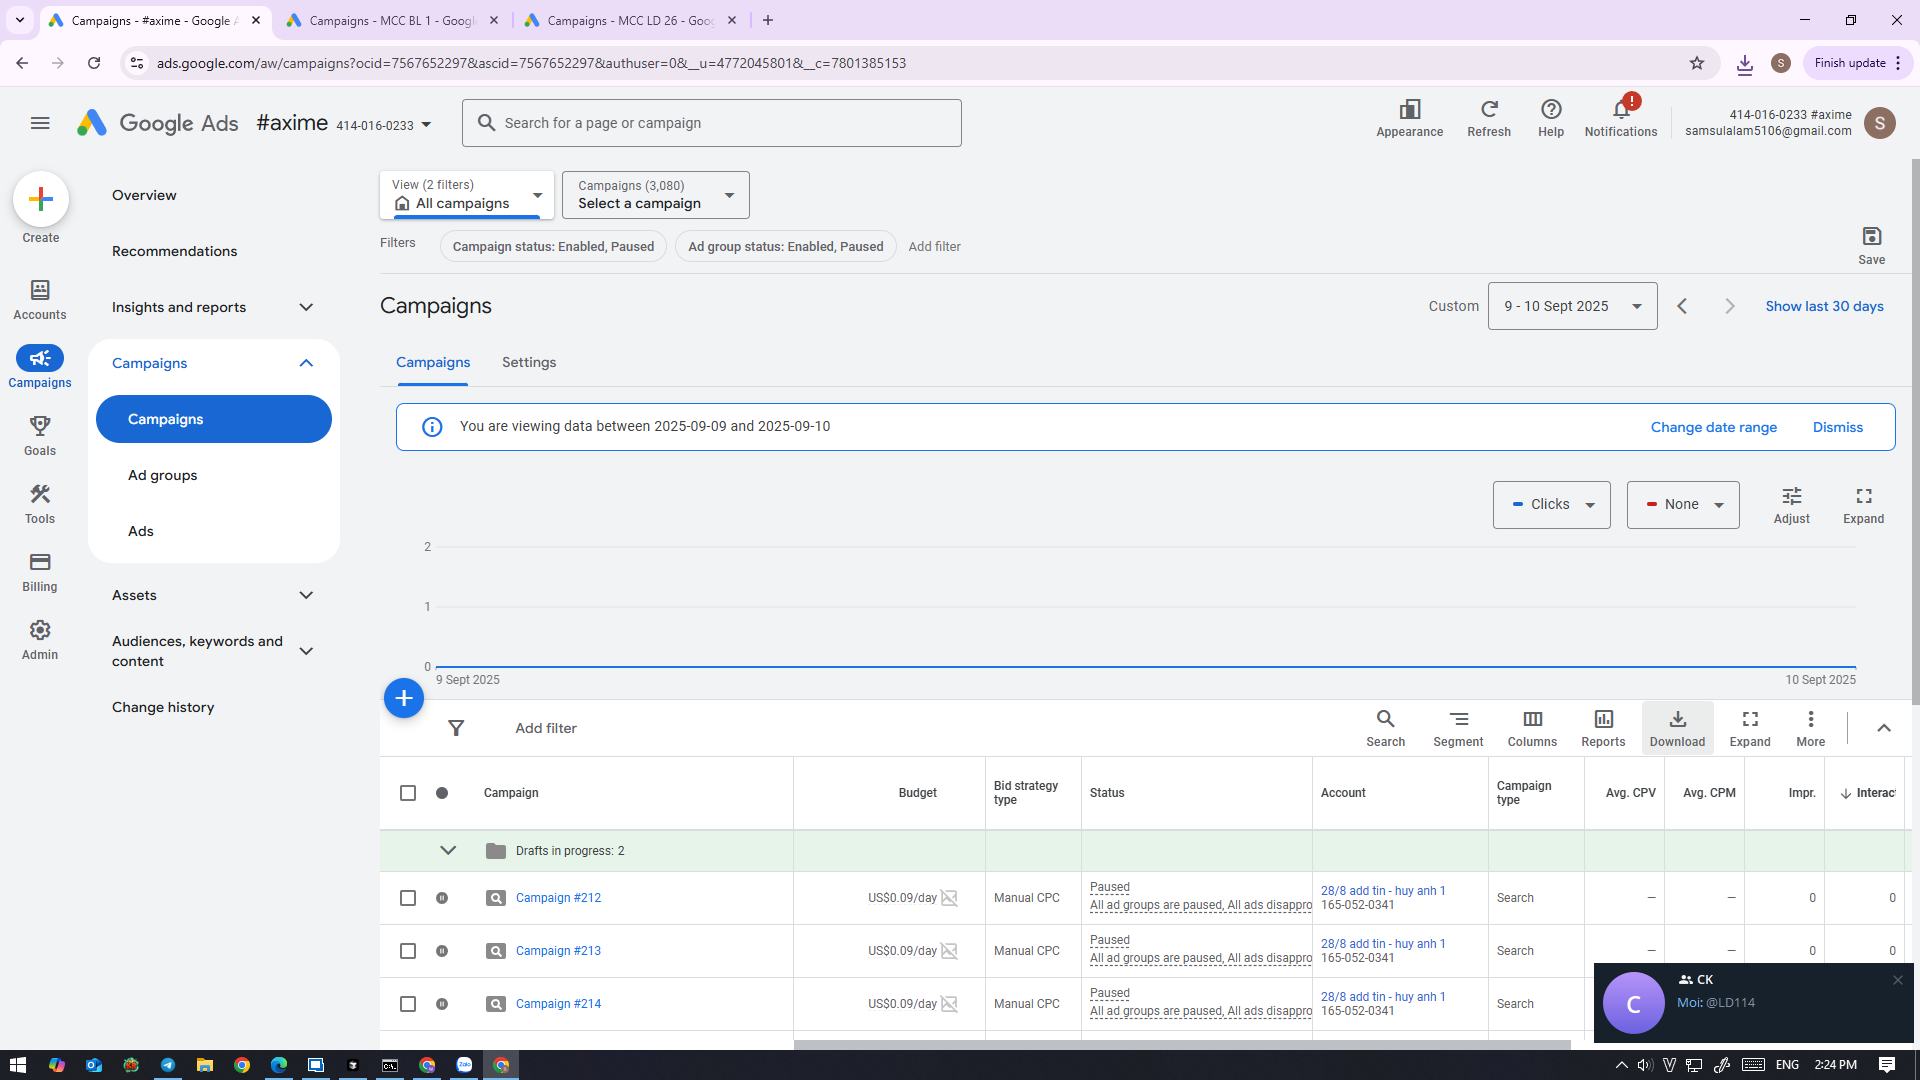 Campaigns - #axime - Google A
Campaigns - MCC BL 1 - Googl
Campaigns - MCC LD 26 - Goo
ads.google.com/aw/campaigns?ocid=7567652297&ascid=7567652297&authuser=0&__u=4772045801&__c=7801385153
S
Finish update
Google Ads
#axime 414-016-0233
Search for a page or campaign
Appearance
Refresh
Help
!
Notifications
414-016-0233 #axime
samsulalam5106@gmail.com
S
Create
Accounts
Campaigns
Goals
Tools
Billing
Admin
Overview
Recommendations
Insights and reports
Campaigns
Campaigns
Ad groups
Ads
Assets
Audiences, keywords and
content
Change history
View (2 filters)
All campaigns
Campaigns (3,080)
Select a campaign
Filters
Campaign status: Enabled, Paused
Ad group status: Enabled, Paused
Add filter
Save
Campaigns
Custom
9 - 10 Sept 2025
Show last 30 days
Campaigns
Settings
You are viewing data between 2025-09-09 and 2025-09-10
Change date range
Dismiss
Clicks
None
Adjust
Expand
2
1
0
9 Sept 2025
10 Sept 2025
Add filter
Search
Segment
Columns
Reports
Download
Expand
More
Campaign
Budget
Bid strategy
type
Status
Account
Campaign
type
Avg. CPV
Avg. CPM
Impr.
Interac
Drafts in progress: 2
Campaign #212
US$0.09/day
Manual CPC
Paused
All ad groups are paused, All ads disappro
28/8 add tin - huy anh 1
165-052-0341
Search
—
—
0
0
Campaign #213
US$0.09/day
Manual CPC
Paused
All ad groups are paused, All ads disappro
28/8 add tin - huy anh 1
165-052-0341
Search
—
—
0
0
Campaign #214
US$0.09/day
Manual CPC
Paused
All ad groups are paused, All ads disappro
28/8 add tin - huy anh 1
165-052-0341
Search
C
CK
Moi: @LD114
Zalo
ENG
2:24 PM